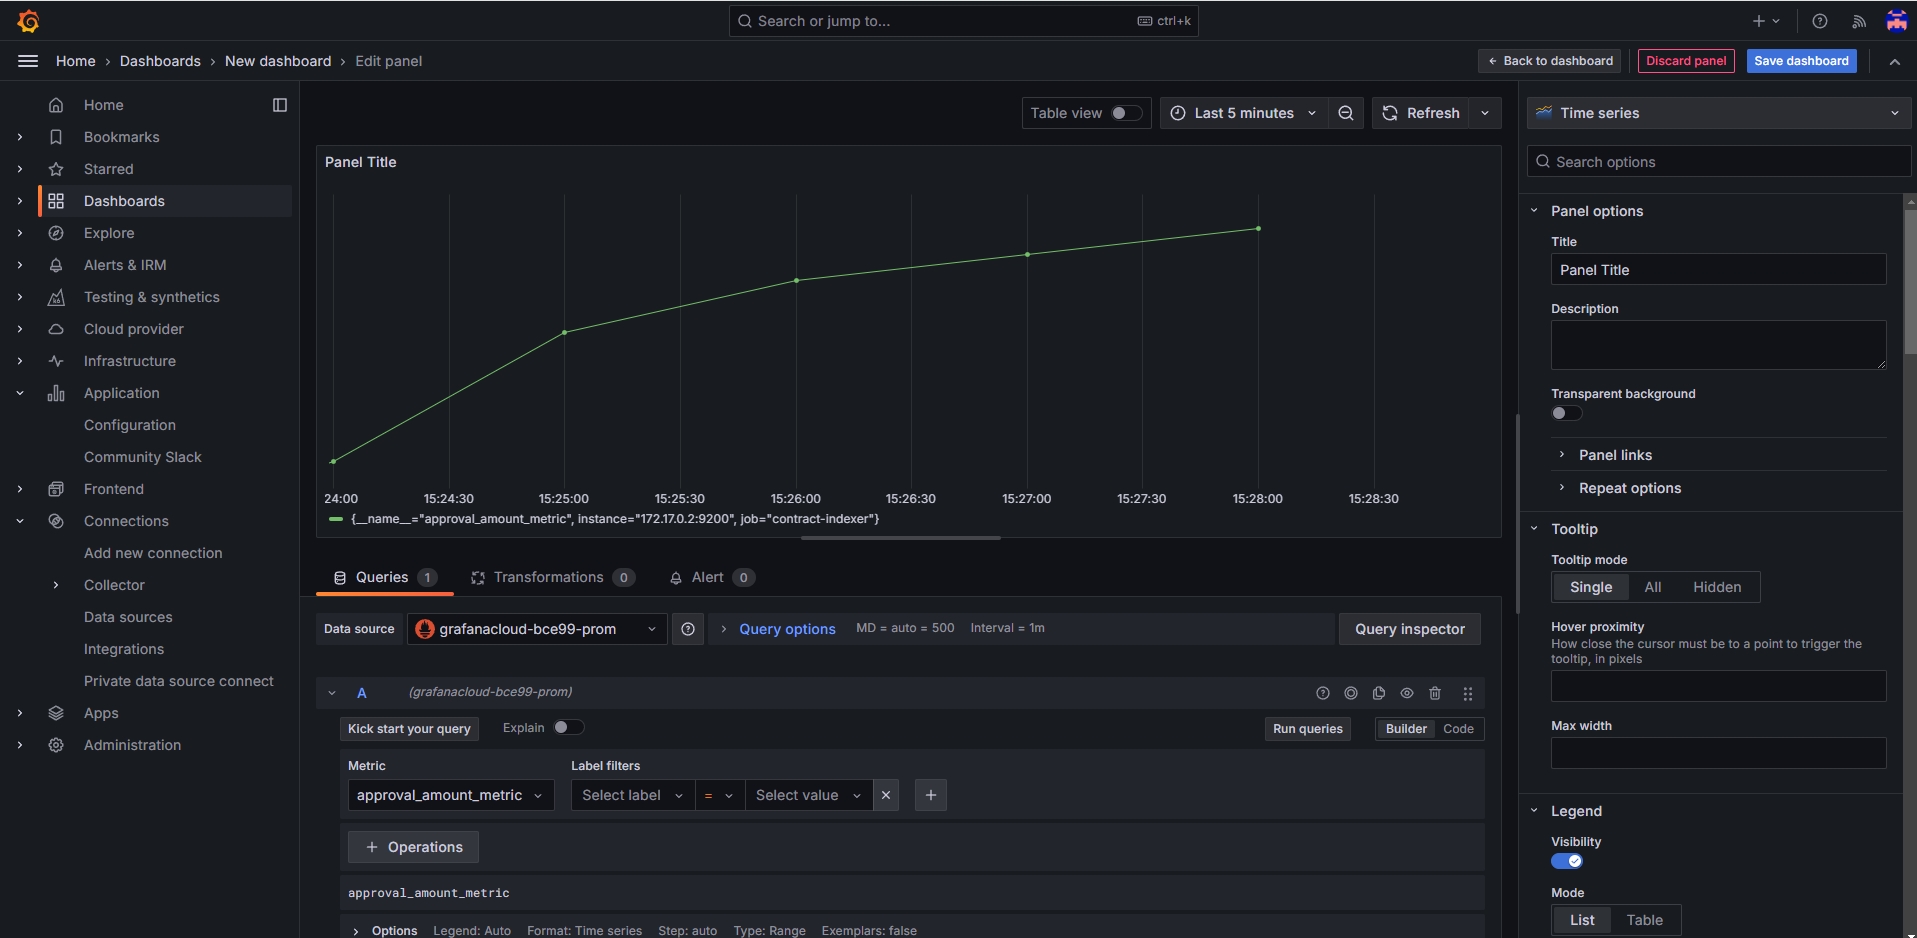 Search or jump to...
ctrl+k
Home › Dashboards › New dashboard › Edit panel
Back to dashboard
Discard panel
Save dashboard
Home
Bookmarks
Starred
Dashboards
Explore
Alerts & IRM
Testing & synthetics
Cloud provider
Infrastructure
Application
Configuration
Community Slack
Frontend
Connections
Add new connection
Collector
Data sources
Integrations
Private data source connect
Apps
Administration
Table view
Last 5 minutes
Refresh
Panel Title
24:00 15:24:30 15:25:00 15:25:30 15:26:00 15:26:30 15:27:00 15:27:30 15:28:00 15:28:30
{__name__="approval_amount_metric", instance="172.17.0.2:9200", job="contract-indexer"}
Queries 1
Transformations 0
Alert 0
Data source
grafanacloud-bce99-prom
Query options
MD = auto = 500
Interval = 1m
Query inspector
A
(grafanacloud-bce99-prom)
Kick start your query
Explain
Run queries
Builder
Code
Metric
Label filters
approval_amount_metric
Select label
=
Select value
+ Operations
approval_amount_metric
Options Legend: Auto Format: Time series Step: auto Type: Range Exemplars: false
Time series
Search options
Panel options
Title
Panel Title
Description
Transparent background
Panel links
Repeat options
Tooltip
Tooltip mode
Single All Hidden
Hover proximity
How close the cursor must be to a point to trigger the
tooltip, in pixels
Max width
Legend
Visibility
Mode
List Table